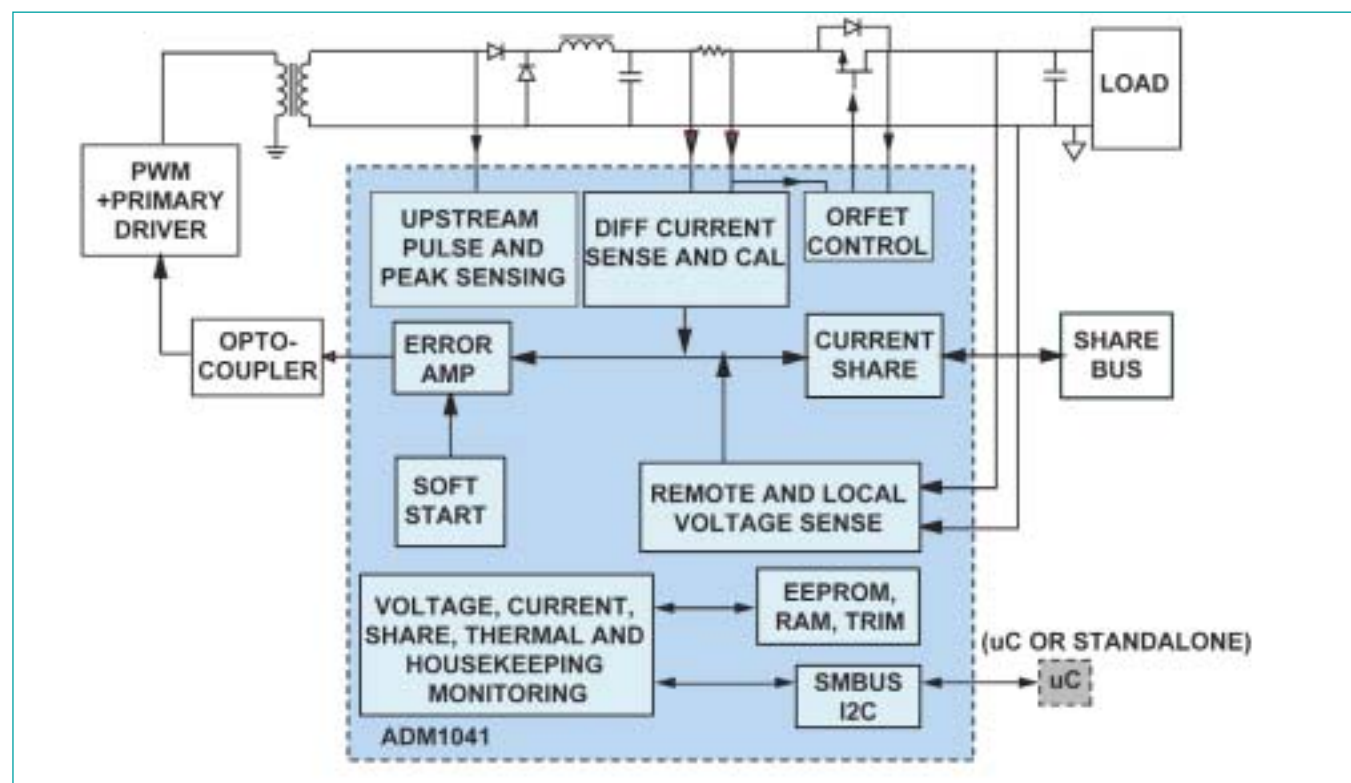 LOAD
PWM
+PRIMARY
DRIVER
UPSTREAM
PULSE AND
PEAK SENSING
DIFF CURRENT
SENSE AND CAL
ORFET
CONTROL
OPTO-
COUPLER
ERROR
AMP
CURRENT
SHARE
SHARE
BUS
SOFT
START
REMOTE AND LOCAL
VOLTAGE SENSE
VOLTAGE, CURRENT,
SHARE, THERMAL AND
HOUSEKEEPING
MONITORING
EEPROM,
RAM, TRIM
(uC OR STANDALONE)
SMBUS
I2C
uC
ADM1041